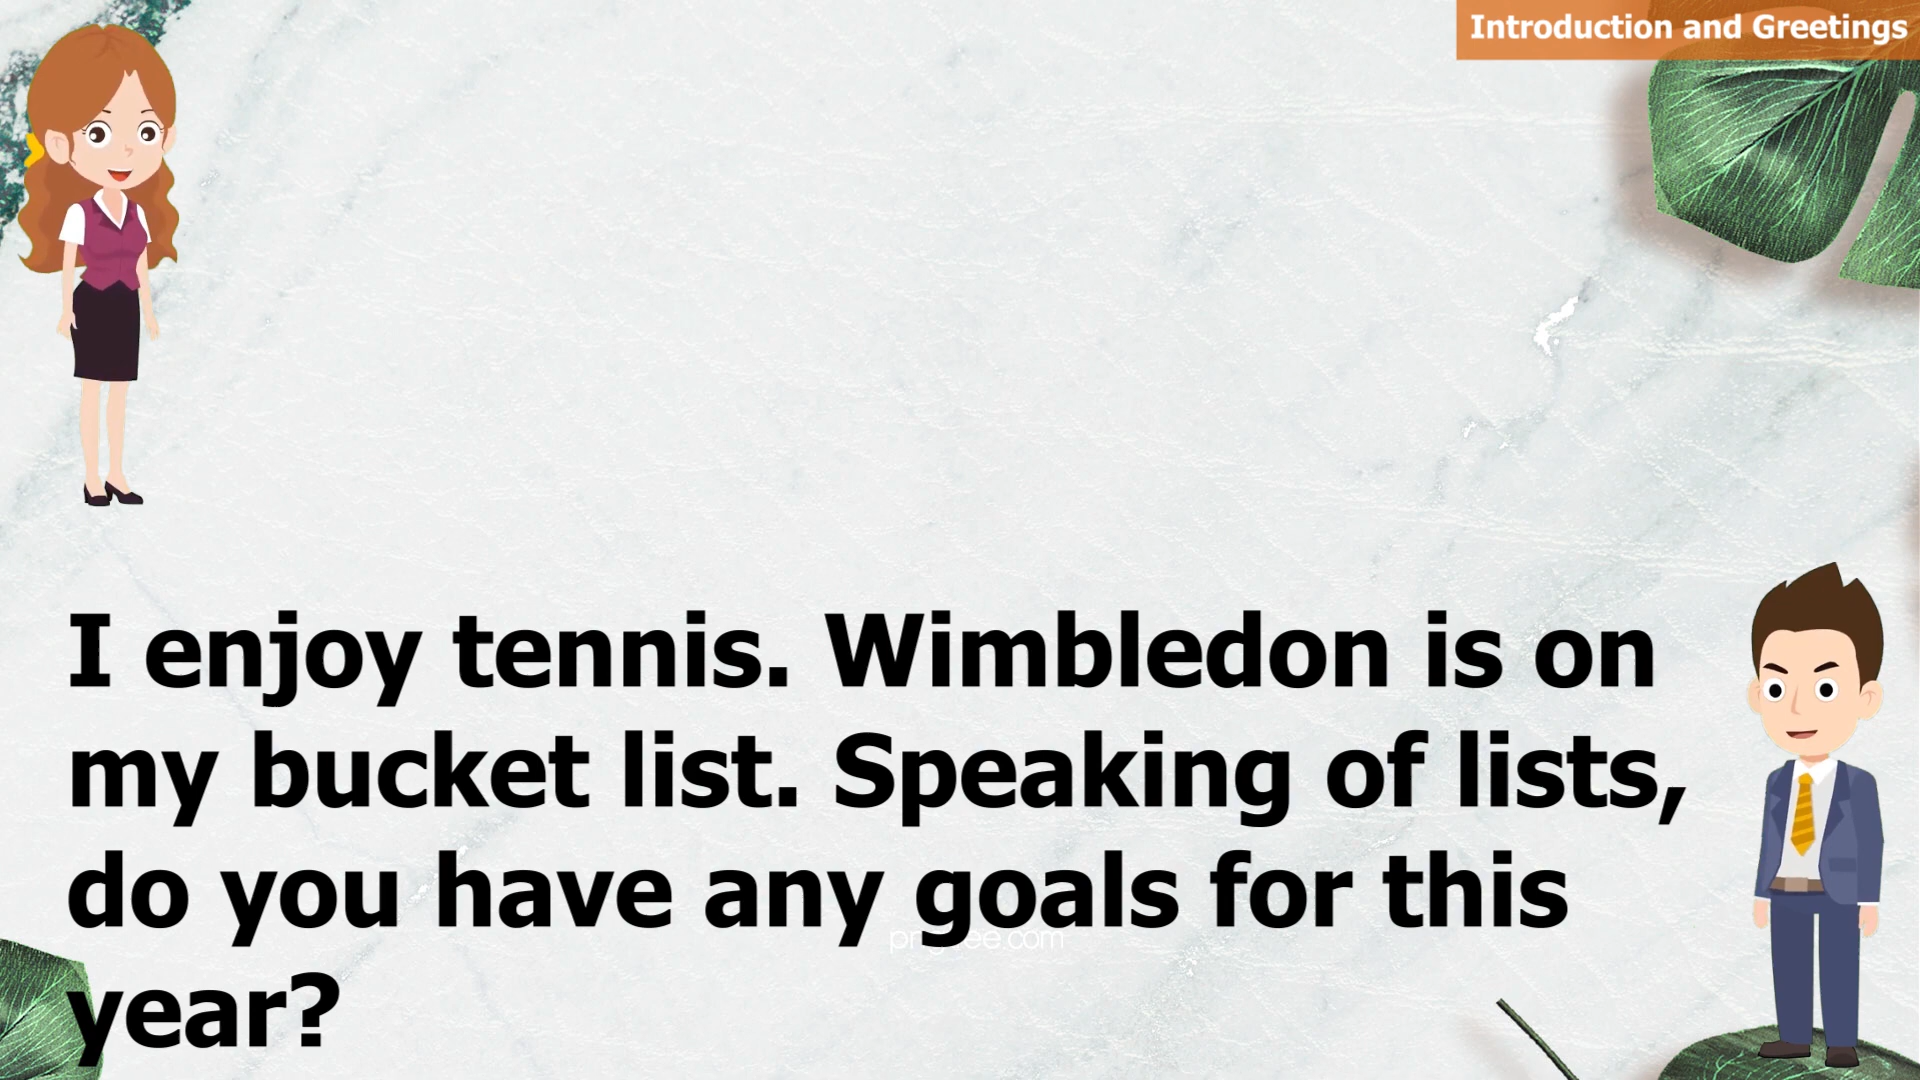 Introduction and Greetings
I enjoy tennis. Wimbledon is on
my bucket list. Speaking of lists,
do you have any goals for this
year?